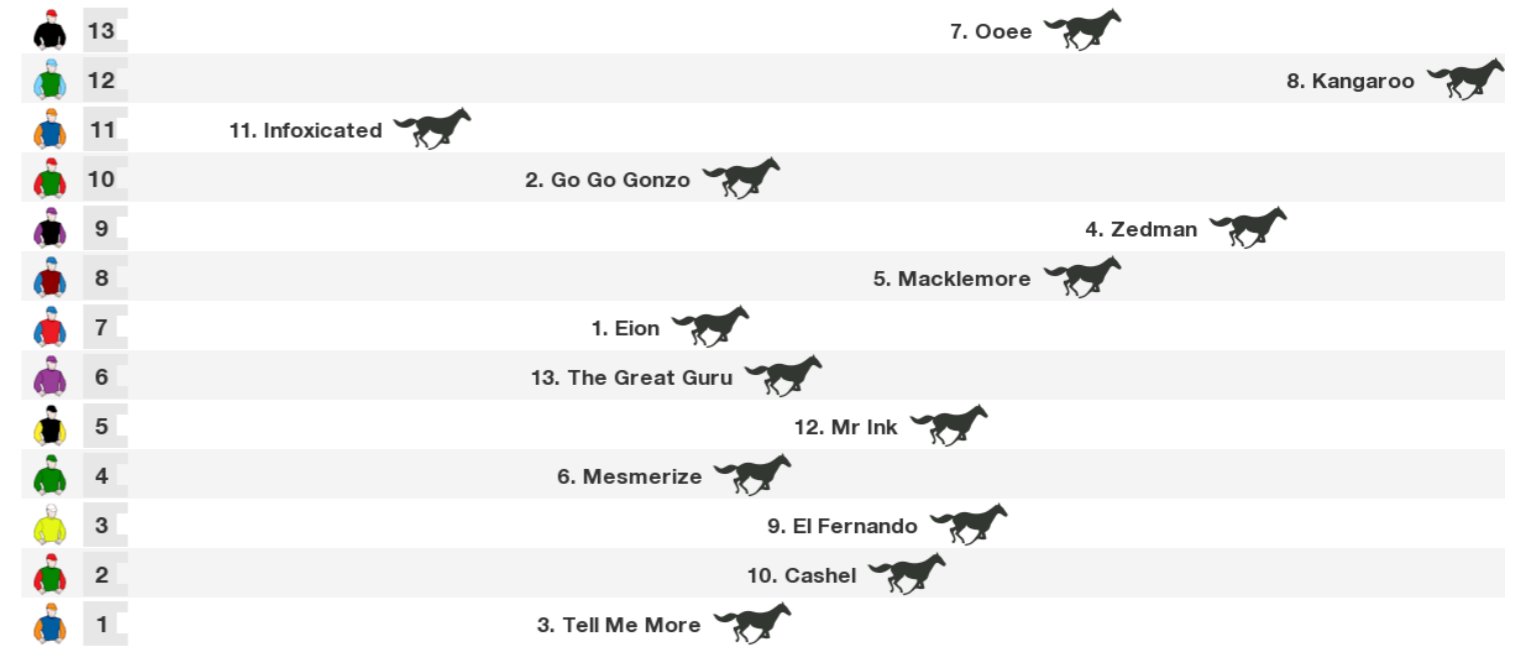 13 7. Ooee
12 8. Kangaroo
11 11. Infoxicated
10 2. Go Go Gonzo
9 4. Zedman
8 5. Macklemore
7 1. Eion
6 13. The Great Guru
5 12. Mr Ink
4 6. Mesmerize
3 9. El Fernando
2 10. Cashel
1 3. Tell Me More